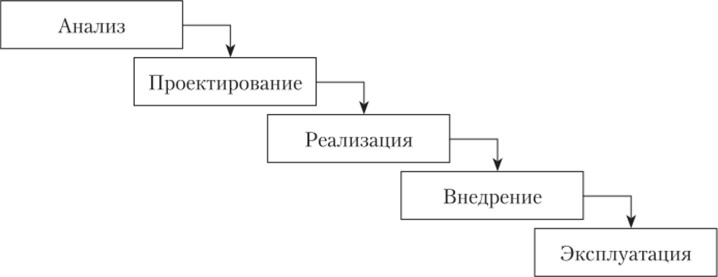 Анализ
Проектирование
Реализация
Внедрение
Эксплуатация